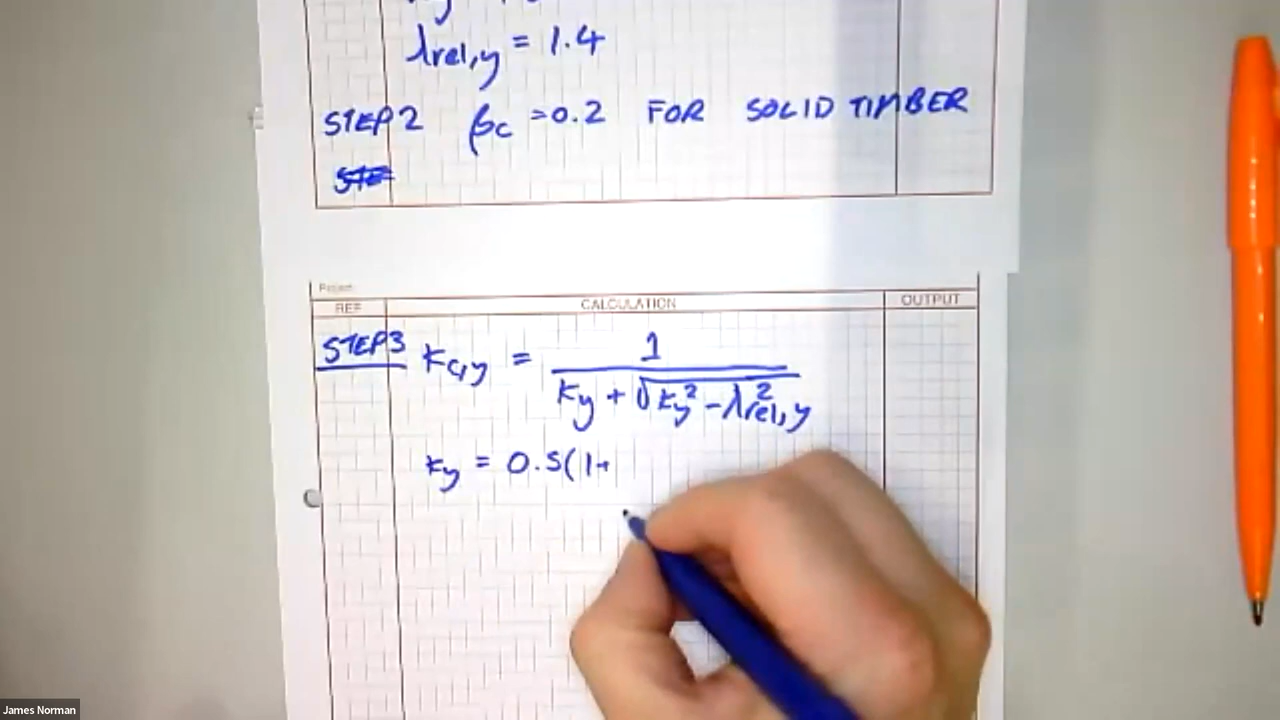 λrel,y = 1.4
STEP 2 βc = 0.2 FOR SOLID TIMBER
Project
REF CALCULATION OUTPUT
STEP 3 Kc,y = 1 / (Ky + √(Ky² - λ²rel,y))
Ky = 0.5(1+
James Norman